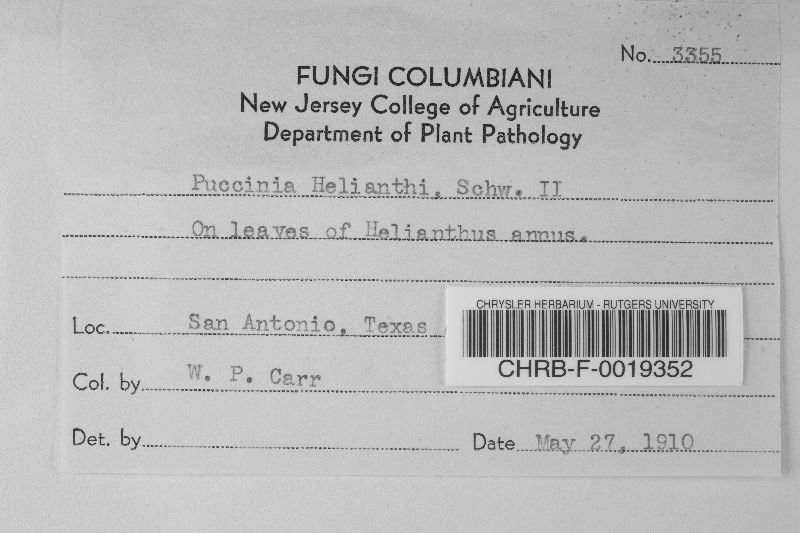 No. 3355
FUNGI COLUMBIANI
New Jersey College of Agriculture
Department of Plant Pathology
Puccinia Helianthi, Schw. II
On leaves of Helianthus annus.
Loc. San Antonio, Texas
CHRYSLER HERBARIUM - RUTGERS UNIVERSITY
CHRB-F-0019352
Col. by W. P. Carr
Det. by
Date May 27, 1910